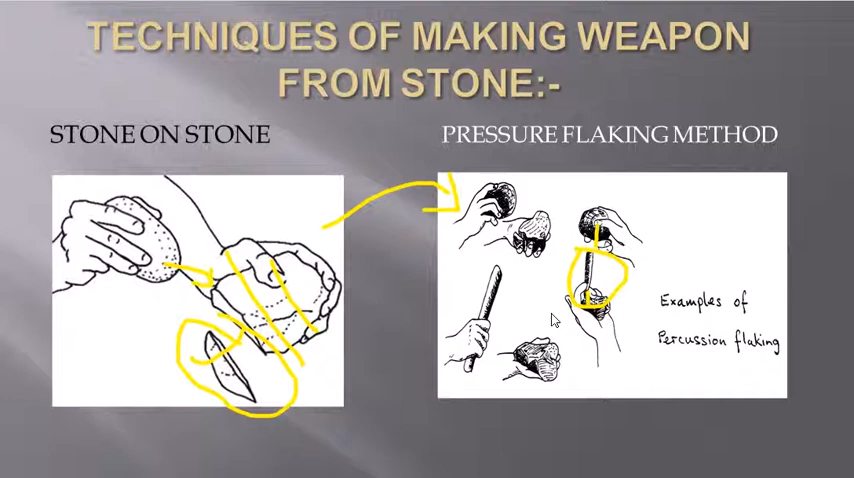 TECHNIQUES OF MAKING WEAPON
FROM STONE:-
STONE ON STONE
PRESSURE FLAKING METHOD
Examples of
Percussion flaking